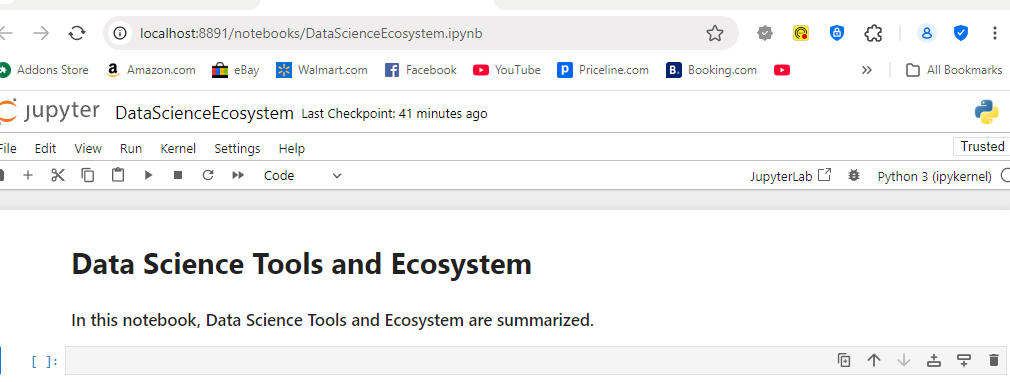 localhost:8891/notebooks/DataScienceEcosystem.ipynb
Addons Store a Amazon.com eBay Walmart.com f Facebook YouTube P Priceline.com B. Booking.com » All Bookmarks
jupyter DataScienceEcosystem Last Checkpoint: 41 minutes ago
File Edit View Run Kernel Settings Help Trusted
Code JupyterLab Python 3 (ipykernel)
Data Science Tools and Ecosystem
In this notebook, Data Science Tools and Ecosystem are summarized.
[ ]: